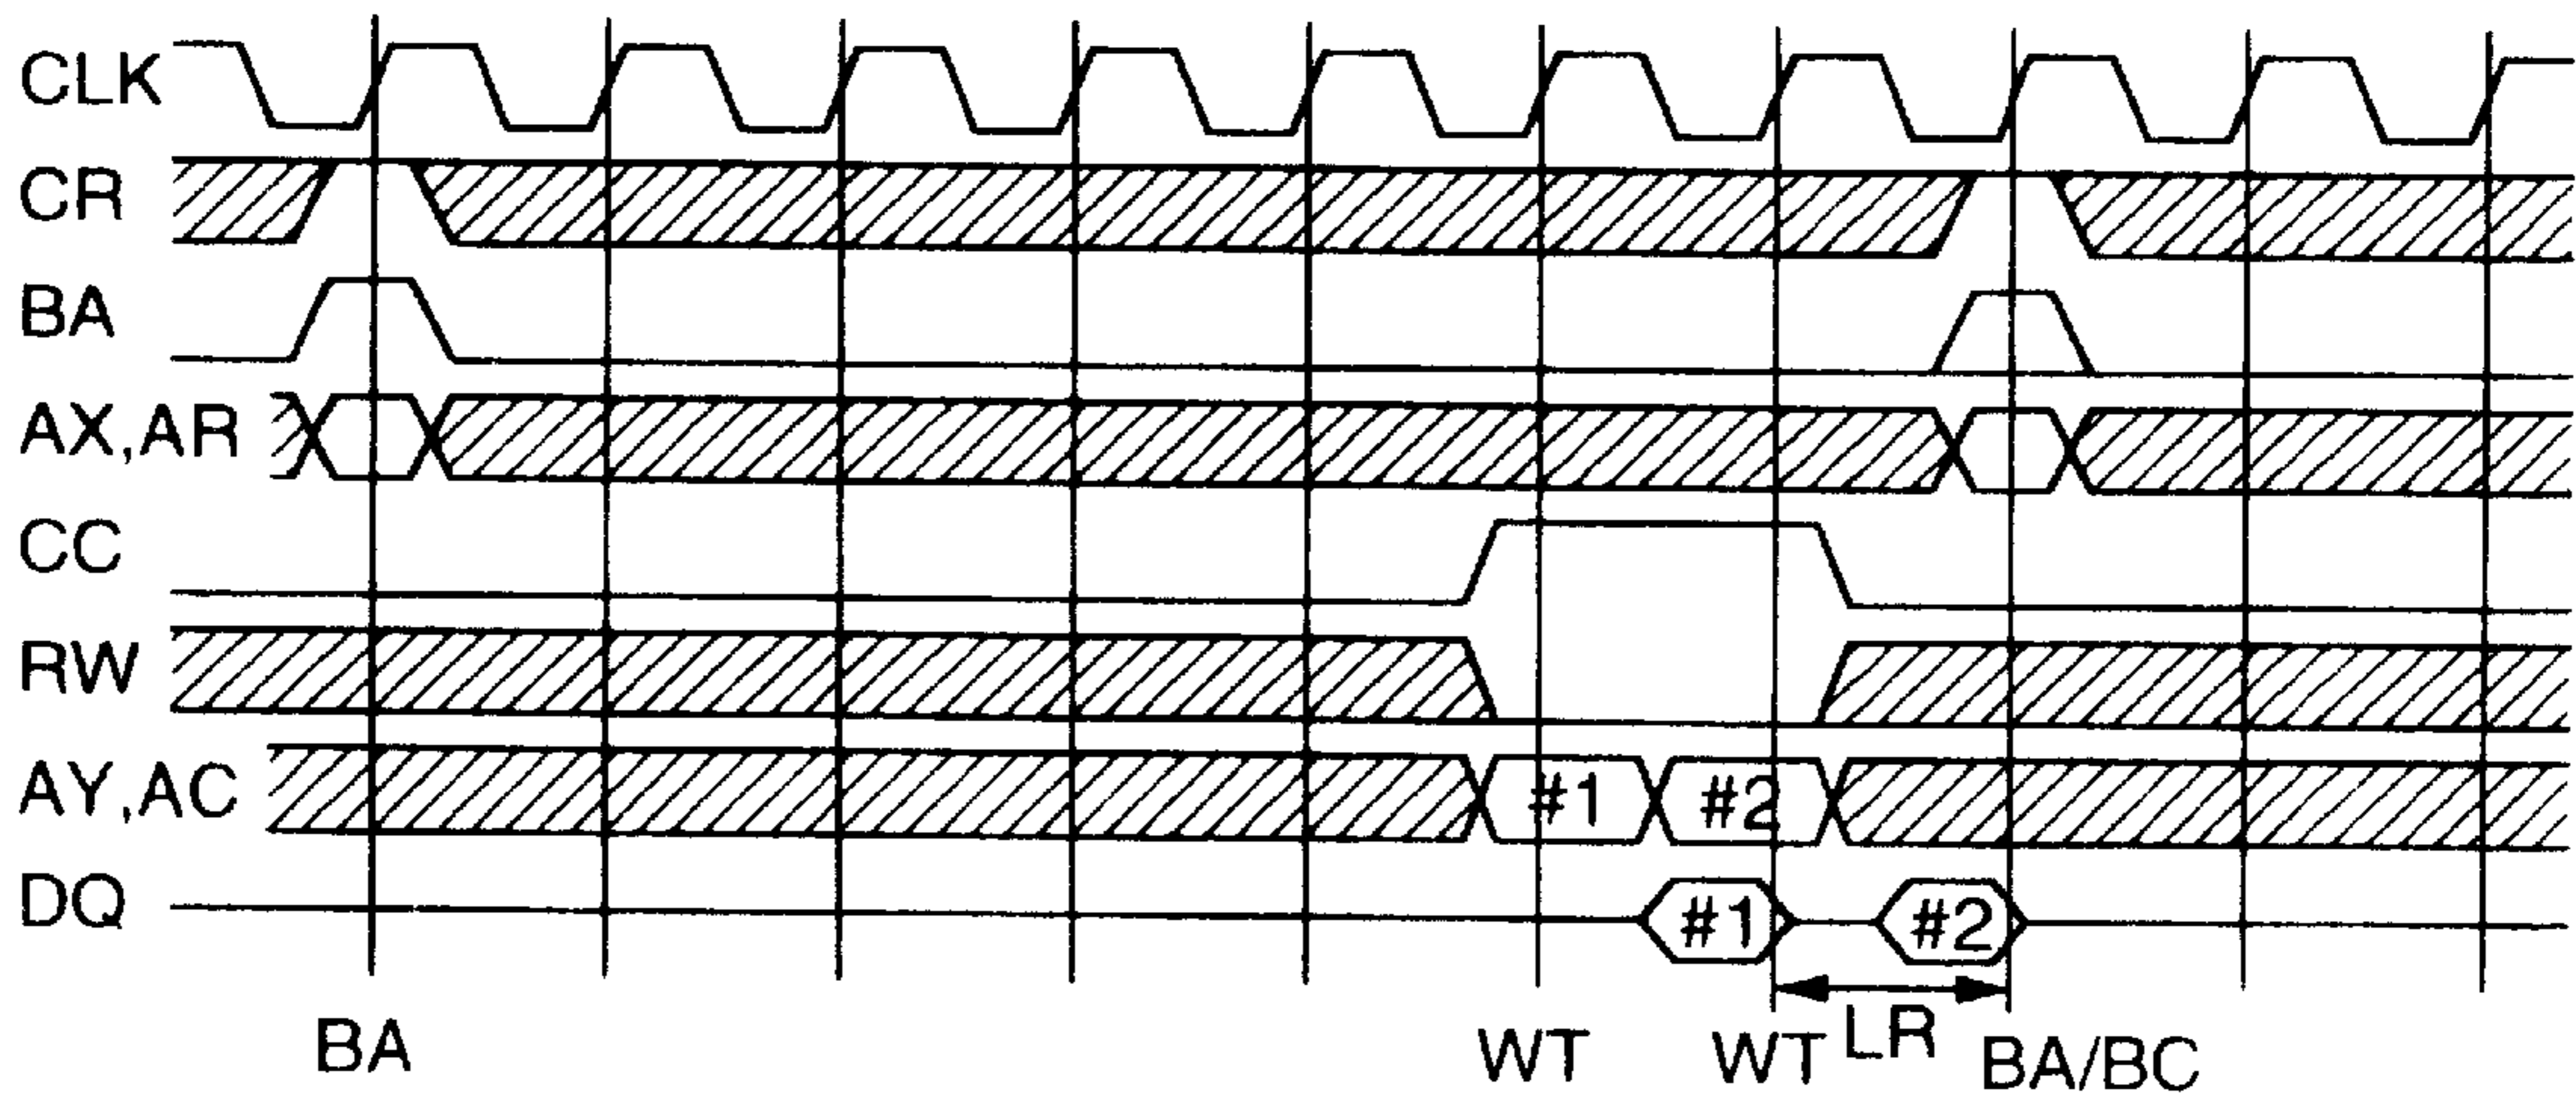 CLK
CR
BA
AX,AR
CC
RW
AY,AC #1 #2
DQ #1 #2
BA WT WT LR BA/BC